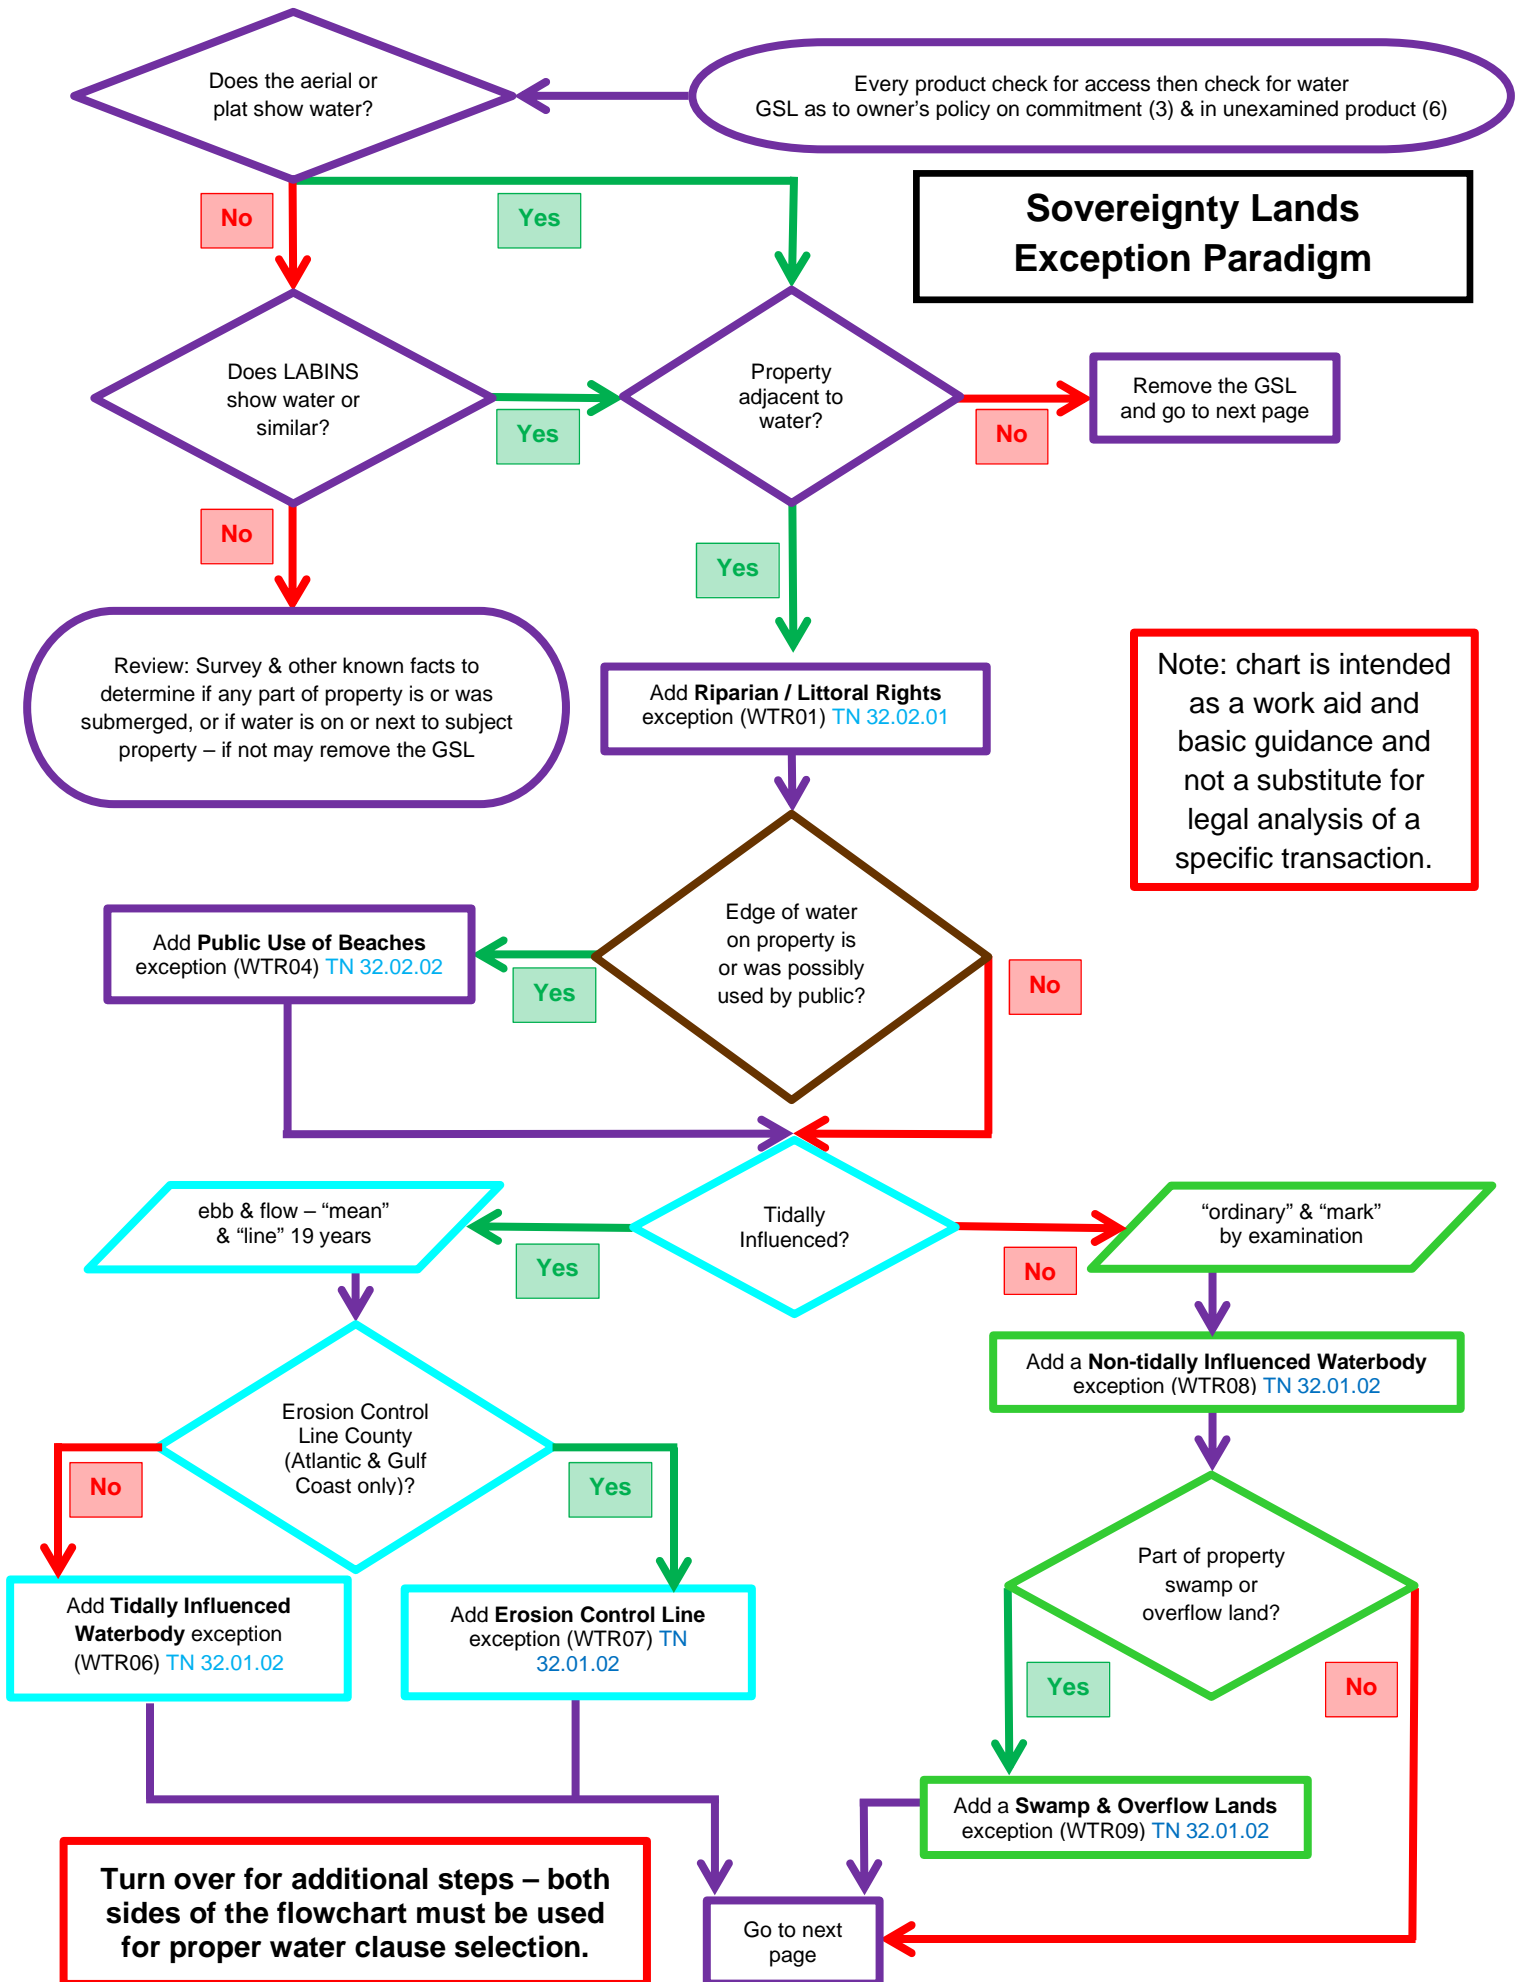 Does the aerial or
plat show water?
Every product check for access then check for water
GSL as to owner’s policy on commitment (3) & in unexamined product (6)
Sovereignty Lands
Exception Paradigm
No
Yes
Does LABINS
show water or
similar?
Yes
Property
adjacent to
water?
No
Remove the GSL
and go to next page
No
Yes
Review: Survey & other known facts to
determine if any part of property is or was
submerged, or if water is on or next to subject
property – if not may remove the GSL
Add Riparian / Littoral Rights
exception (WTR01) TN 32.02.01
Note: chart is intended
as a work aid and
basic guidance and
not a substitute for
legal analysis of a
specific transaction.
Edge of water
on property is
or was possibly
used by public?
Add Public Use of Beaches
exception (WTR04) TN 32.02.02
Yes
No
Tidally
Influenced?
ebb & flow – “mean”
& “line” 19 years
Yes
No
“ordinary” & “mark”
by examination
Add a Non-tidally Influenced Waterbody
exception (WTR08) TN 32.01.02
Erosion Control
Line County
(Atlantic & Gulf
Coast only)?
No
Yes
Part of property
swamp or
overflow land?
Add Tidally Influenced
Waterbody exception
(WTR06) TN 32.01.02
Add Erosion Control Line
exception (WTR07) TN
32.01.02
Yes
No
Add a Swamp & Overflow Lands
exception (WTR09) TN 32.01.02
Turn over for additional steps – both
sides of the flowchart must be used
for proper water clause selection.
Go to next
page